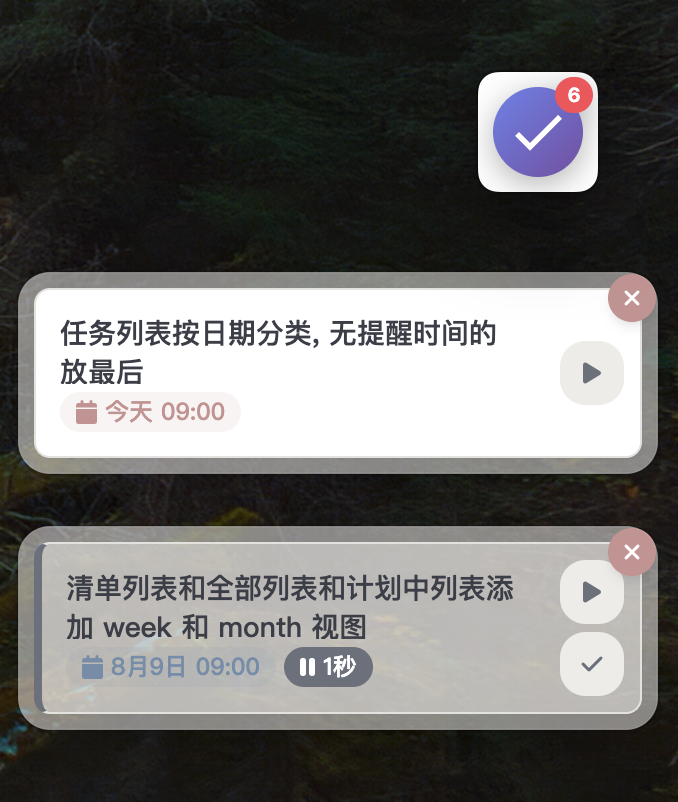 6
任务列表按日期分类, 无提醒时间的
放最后
今天 09:00
清单列表和全部列表和计划中列表添
加 week 和 month 视图
8月9日 09:00 1秒